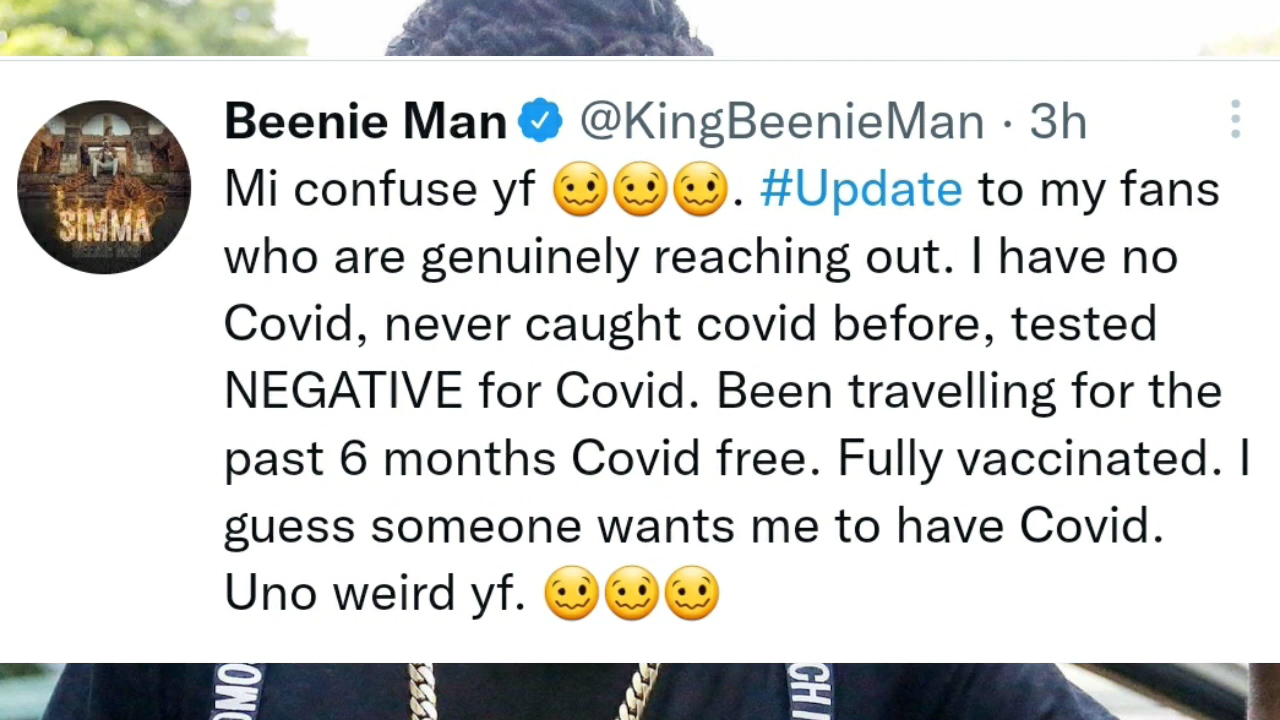 Beenie Man @KingBeenieMan · 3h
Mi confuse yf 🥴🥴🥴. #Update to my fans
who are genuinely reaching out. I have no
Covid, never caught covid before, tested
NEGATIVE for Covid. Been travelling for the
past 6 months Covid free. Fully vaccinated. I
guess someone wants me to have Covid.
Uno weird yf. 🥴🥴🥴
SIMMA